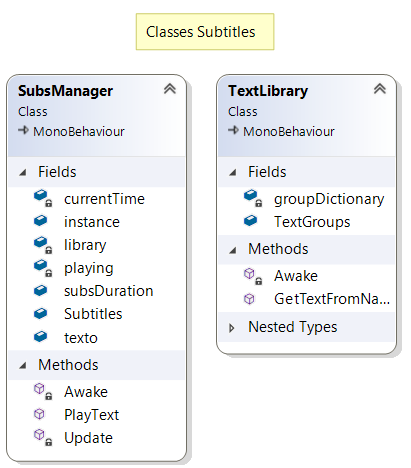 Classes Subtitles
SubsManager
Class
MonoBehaviour
Fields
currentTime
instance
library
playing
subsDuration
Subtitles
texto
Methods
Awake
PlayText
Update
TextLibrary
Class
MonoBehaviour
Fields
groupDictionary
TextGroups
Methods
Awake
GetTextFromNa...
Nested Types